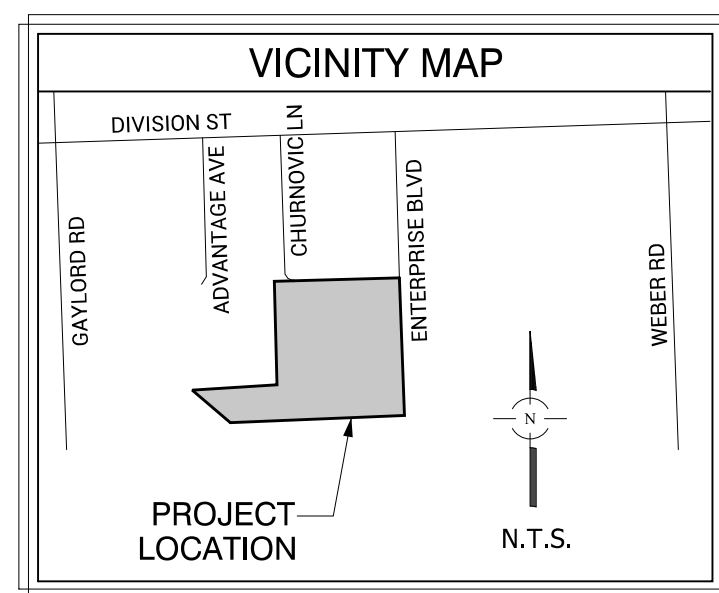 VICINITY MAP
DIVISION ST
GAYLORD RD
ADVANTAGE AVE
CHURNOVIC LN
ENTERPRISE BLVD
WEBER RD
N
PROJECT
LOCATION
N.T.S.